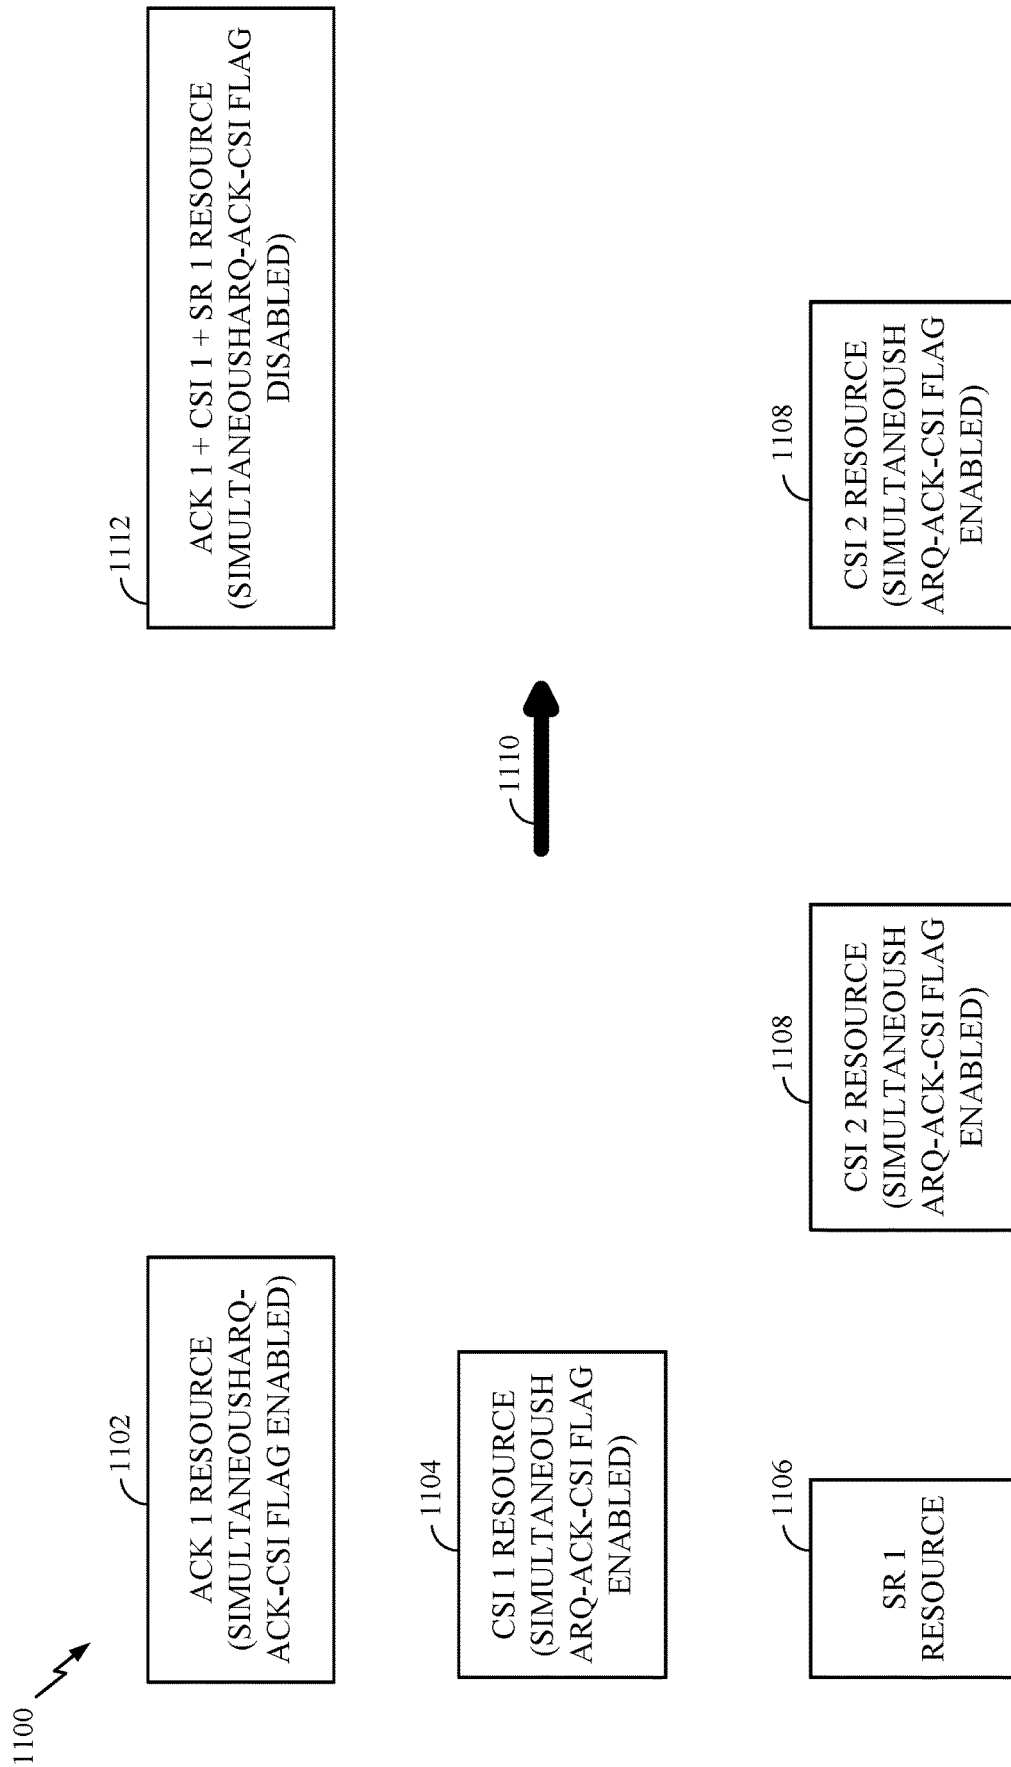 1100
1102
ACK 1 RESOURCE
(SIMULTANEOUSHARQ-
ACK-CSI FLAG ENABLED)
1104
CSI 1 RESOURCE
(SIMULTANEOUSH
ARQ-ACK-CSI FLAG
ENABLED)
1106
SR 1
RESOURCE
1108
CSI 2 RESOURCE
(SIMULTANEOUSH
ARQ-ACK-CSI FLAG
ENABLED)
1110
1112
ACK 1 + CSI 1 + SR 1 RESOURCE
(SIMULTANEOUSHARQ-ACK-CSI FLAG
DISABLED)
1108
CSI 2 RESOURCE
(SIMULTANEOUSH
ARQ-ACK-CSI FLAG
ENABLED)